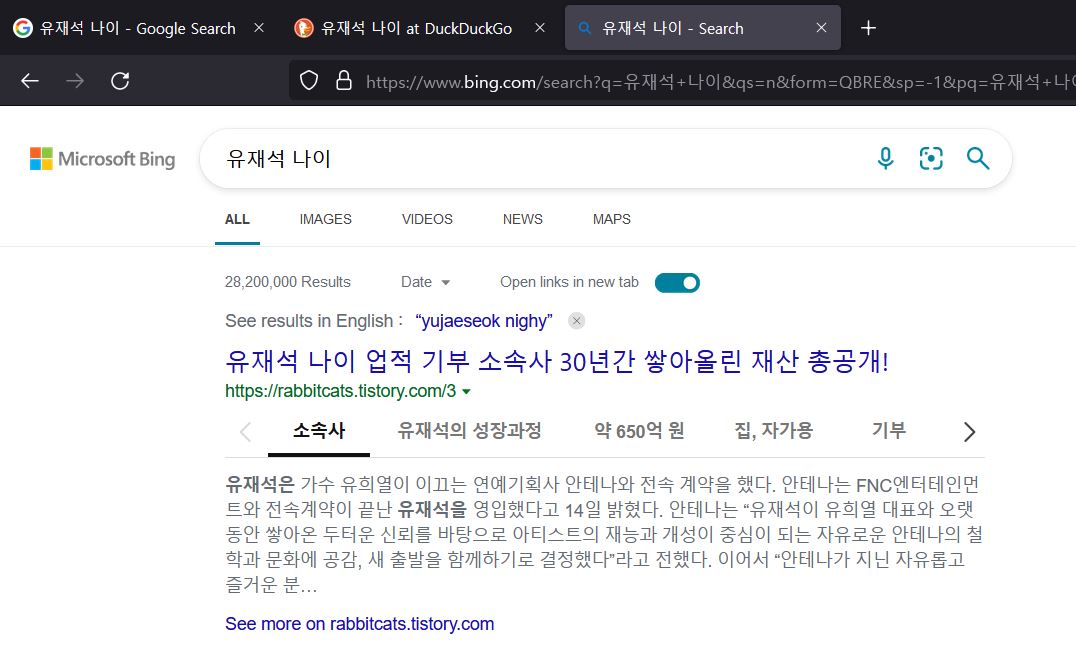 유재석 나이 - Google Search
유재석 나이 at DuckDuckGo
유재석 나이 - Search
https://www.bing.com/search?q=유재석+나이&qs=n&form=QBRE&sp=-1&pq=유재석+나이
Microsoft Bing
유재석 나이
ALL IMAGES VIDEOS NEWS MAPS
28,200,000 Results Date Open links in new tab
See results in English : “yujaeseok nighy”
유재석 나이 업적 기부 소속사 30년간 쌓아올린 재산 총공개!
https://rabbitcats.tistory.com/3
소속사 유재석의 성장과정 약 650억 원 집, 자가용 기부
유재석은 가수 유희열이 이끄는 연예기획사 안테나와 전속 계약을 했다. 안테나는 FNC엔터테인먼
트와 전속계약이 끝난 유재석을 영입했다고 14일 밝혔다. 안테나는 “유재석이 유희열 대표와 오랫
동안 쌓아온 두터운 신뢰를 바탕으로 아티스트의 재능과 개성이 중심이 되는 자유로운 안테나의 철
학과 문화에 공감, 새 출발을 함께하기로 결정했다”라고 전했다. 이어서 “안테나가 지닌 자유롭고
즐거운 분…
See more on rabbitcats.tistory.com